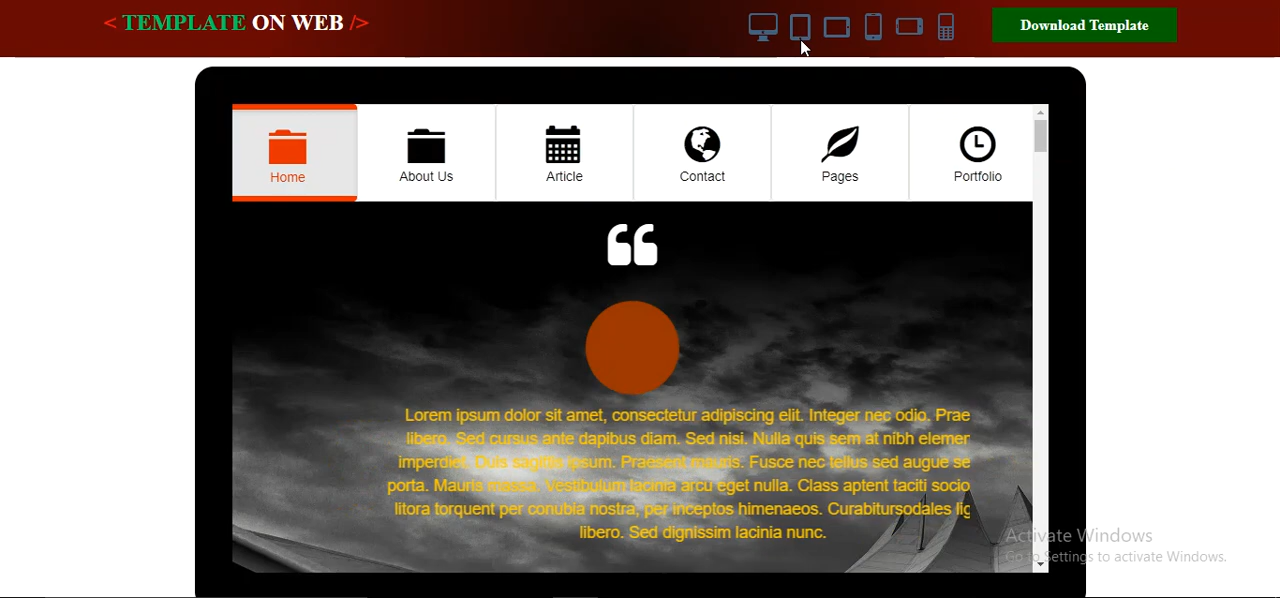 < TEMPLATE ON WEB />
Download Template
Home
About Us
Article
Contact
Pages
Portfolio
“
Lorem ipsum dolor sit amet, consectetur adipiscing elit. Integer nec odio. Prae
libero. Sed cursus ante dapibus diam. Sed nisi. Nulla quis sem at nibh elemer
imperdiet. Duis sagittis ipsum. Praesent mauris. Fusce nec tellus sed augue se
porta. Mauris massa. Vestibulum lacinia arcu eget nulla. Class aptent taciti socio
litora torquent per conubia nostra, per inceptos himenaeos. Curabitursodales lig
libero. Sed dignissim lacinia nunc.
Activate Windows
Go to Settings to activate Windows.